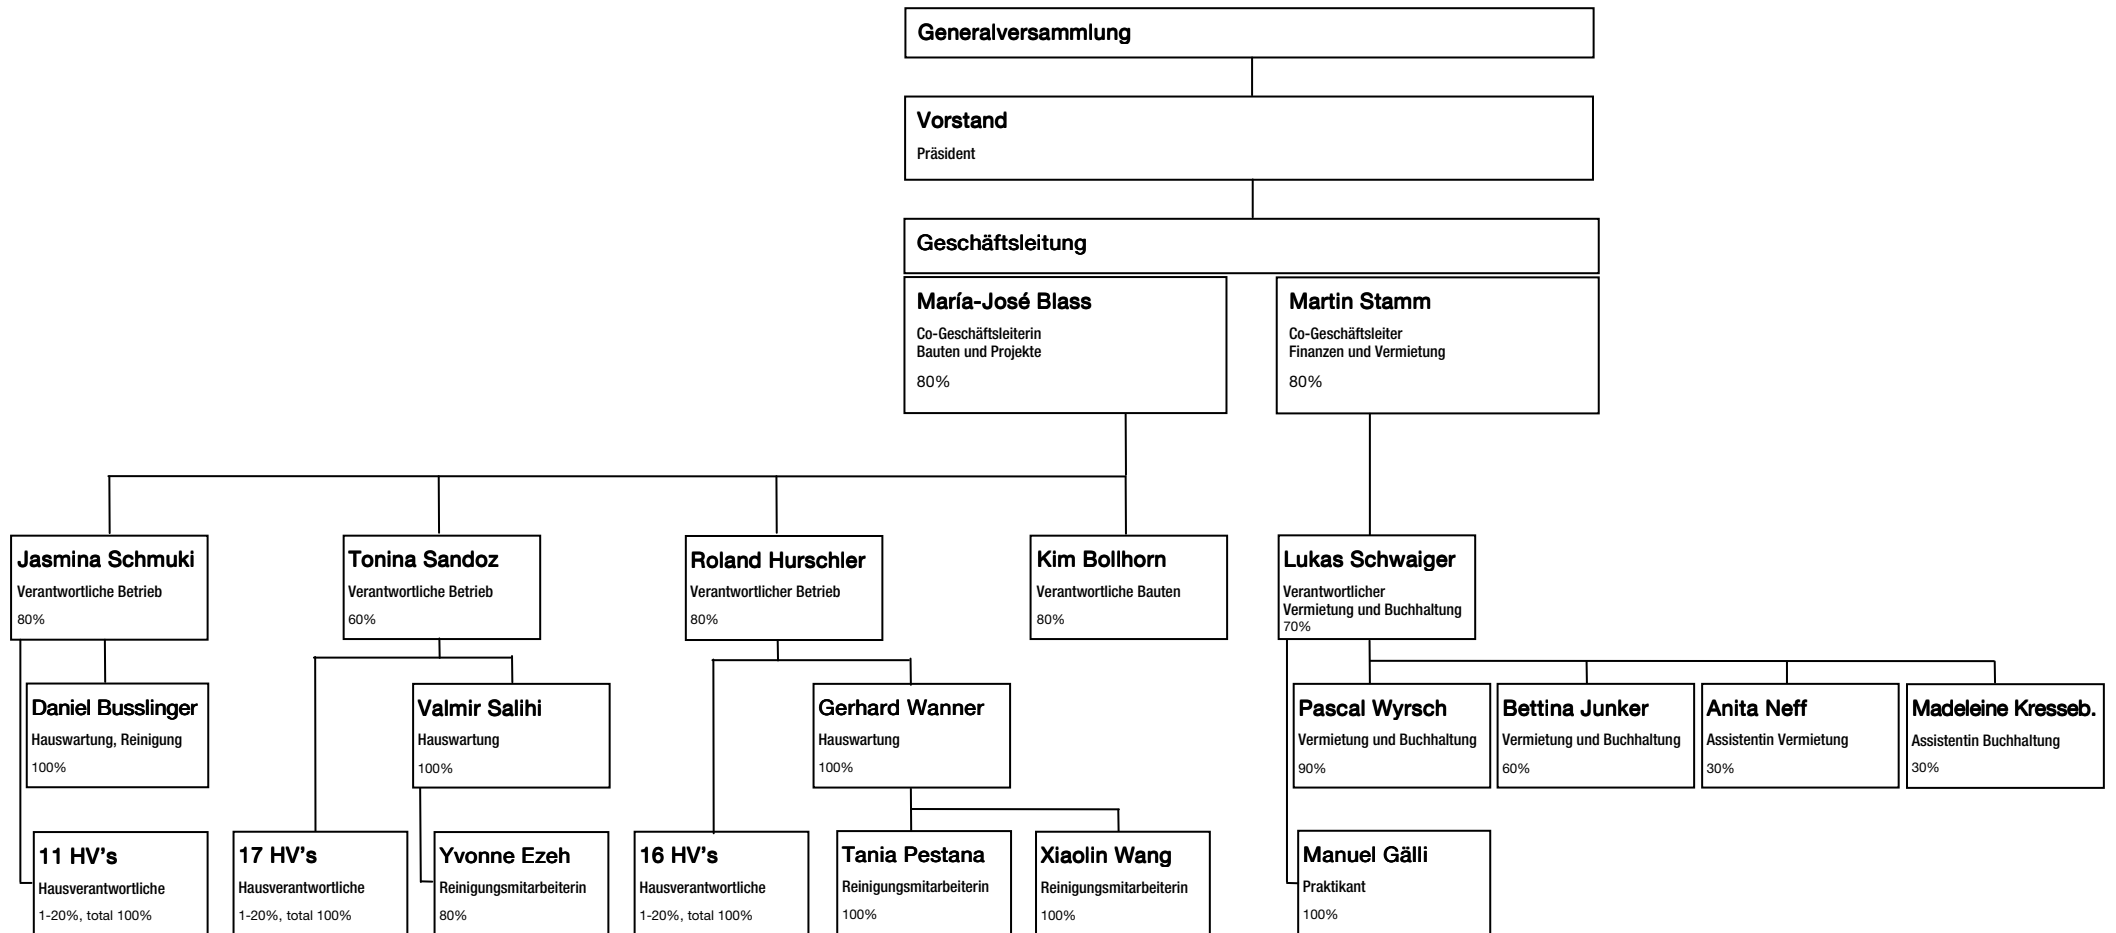 Generalversammlung
Vorstand
Präsident
Geschäftsleitung
María-José Blass
Co-Geschäftsleiterin
Bauten und Projekte
80%
Martin Stamm
Co-Geschäftsleiter
Finanzen und Vermietung
80%
Jasmina Schmuki
Verantwortliche Betrieb
80%
Tonina Sandoz
Verantwortliche Betrieb
60%
Roland Hurschler
Verantwortlicher Betrieb
80%
Kim Bollhorn
Verantwortliche Bauten
80%
Lukas Schwaiger
Verantwortlicher
Vermietung und Buchhaltung
70%
Daniel Busslinger
Hauswartung, Reinigung
100%
Valmir Salihi
Hauswartung
100%
Gerhard Wanner
Hauswartung
100%
Pascal Wyrsch
Vermietung und Buchhaltung
90%
Bettina Junker
Vermietung und Buchhaltung
60%
Anita Neff
Assistentin Vermietung
30%
Madeleine Kresseb.
Assistentin Buchhaltung
30%
11 HV's
Hausverantwortliche
1-20%, total 100%
17 HV's
Hausverantwortliche
1-20%, total 100%
Yvonne Ezeh
Reinigungsmitarbeiterin
80%
16 HV's
Hausverantwortliche
1-20%, total 100%
Tania Pestana
Reinigungsmitarbeiterin
100%
Xiaolin Wang
Reinigungsmitarbeiterin
100%
Manuel Gälli
Praktikant
100%